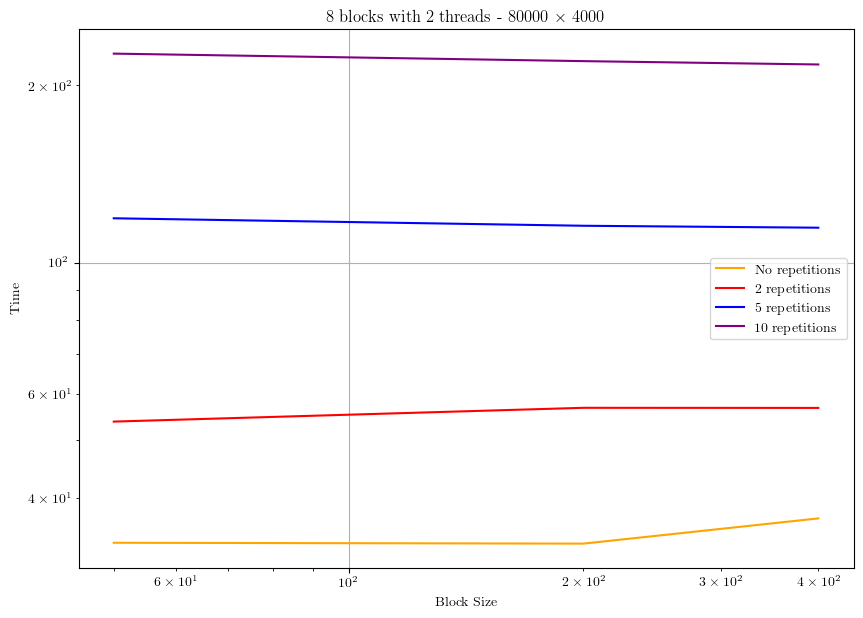 8 blocks with 2 threads - 80000 × 4000
2 × 10²
10²
6 × 10¹
4 × 10¹
Time
No repetitions
2 repetitions
5 repetitions
10 repetitions
6 × 10¹
10²
2 × 10²
3 × 10²
4 × 10²
Block Size